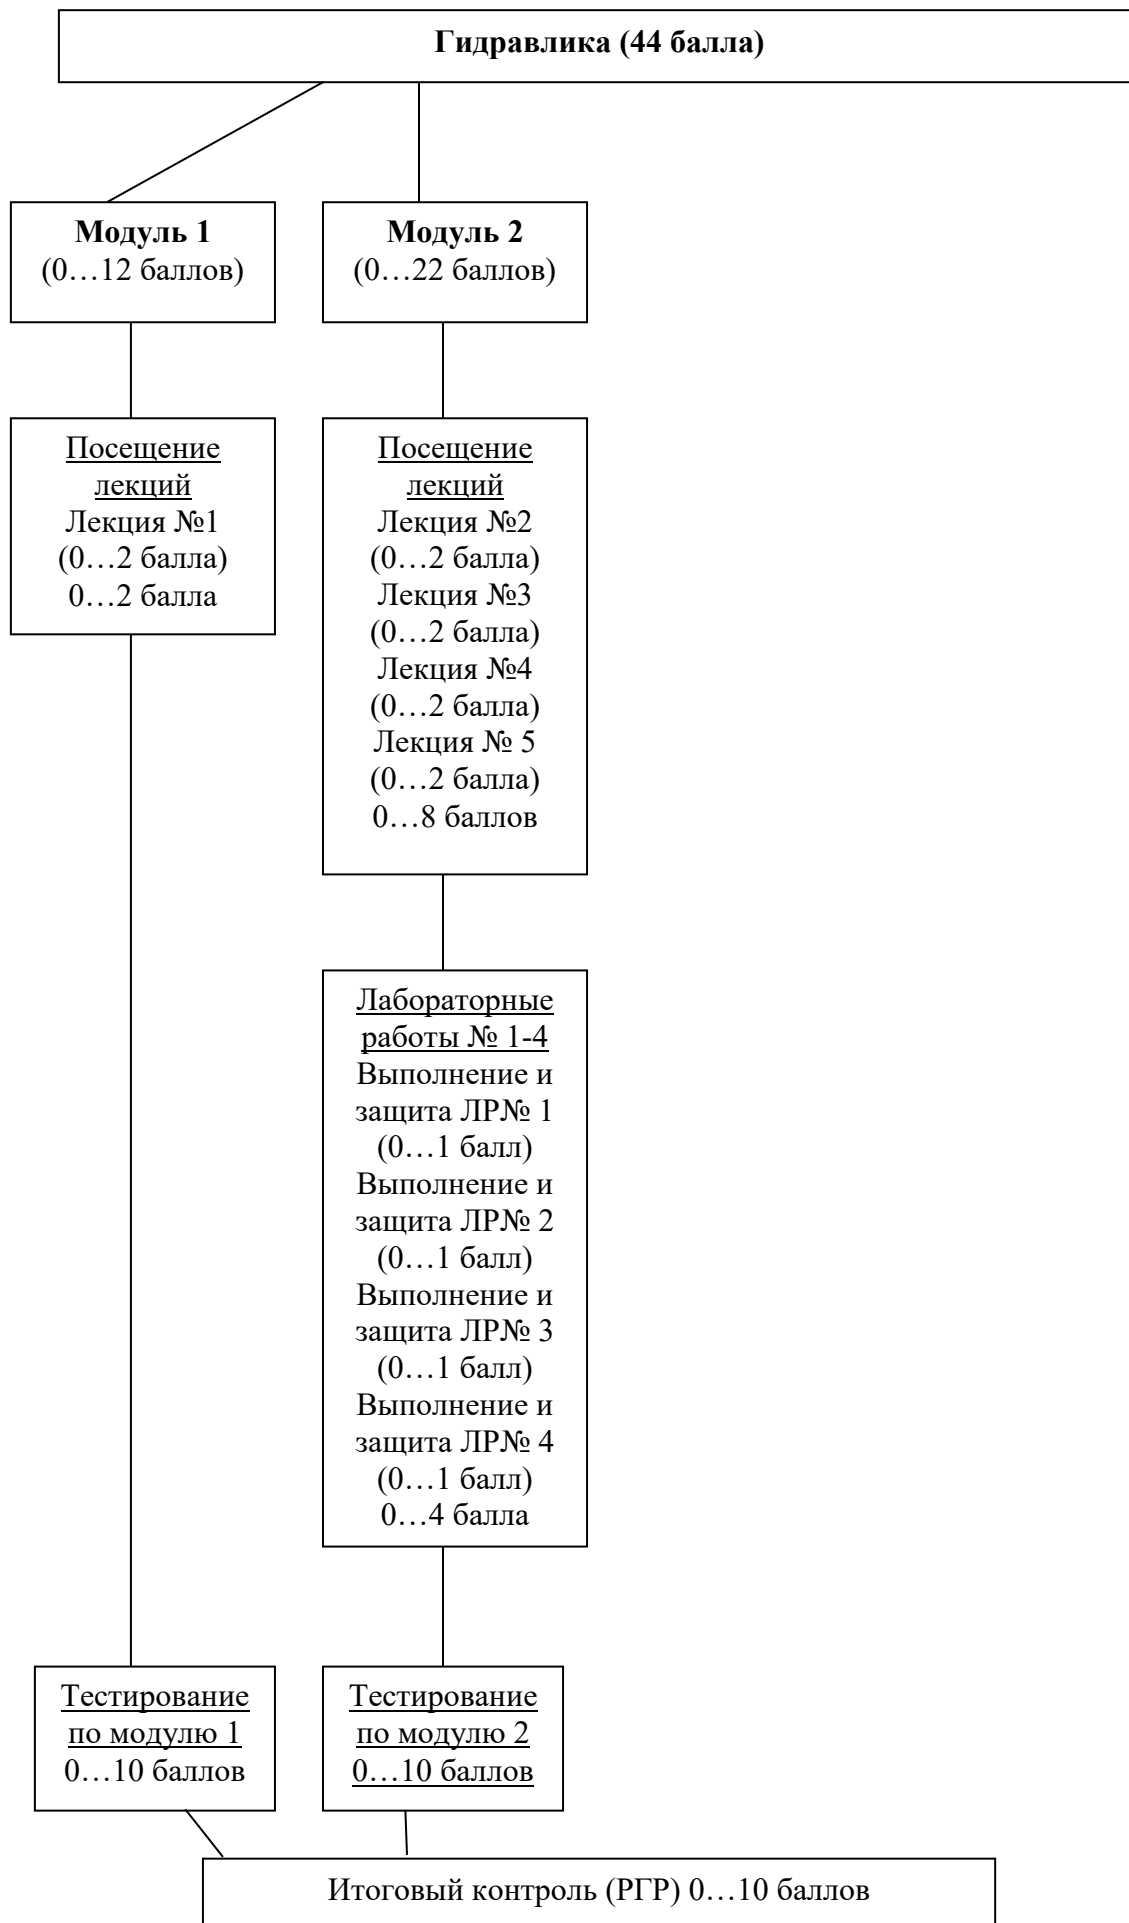 Гидравлика (44 балла)
Модуль 1
(0…12 баллов)
Модуль 2
(0…22 баллов)
Посещение
лекций
Лекция №1
(0…2 балла)
0…2 балла
Посещение
лекций
Лекция №2
(0…2 балла)
Лекция №3
(0…2 балла)
Лекция №4
(0…2 балла)
Лекция № 5
(0…2 балла)
0…8 баллов
Лабораторные
работы № 1-4
Выполнение и
защита ЛР№ 1
(0…1 балл)
Выполнение и
защита ЛР№ 2
(0…1 балл)
Выполнение и
защита ЛР№ 3
(0…1 балл)
Выполнение и
защита ЛР№ 4
(0…1 балл)
0…4 балла
Тестирование
по модулю 1
0…10 баллов
Тестирование
по модулю 2
0…10 баллов
Итоговый контроль (РГР) 0…10 баллов